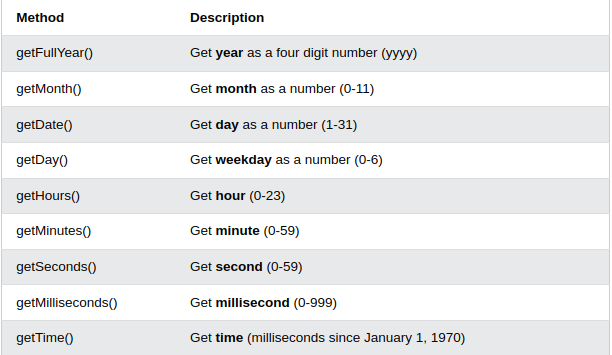 Method Description
getFullYear() Get year as a four digit number (yyyy)
getMonth() Get month as a number (0-11)
getDate() Get day as a number (1-31)
getDay() Get weekday as a number (0-6)
getHours() Get hour (0-23)
getMinutes() Get minute (0-59)
getSeconds() Get second (0-59)
getMilliseconds() Get millisecond (0-999)
getTime() Get time (milliseconds since January 1, 1970)